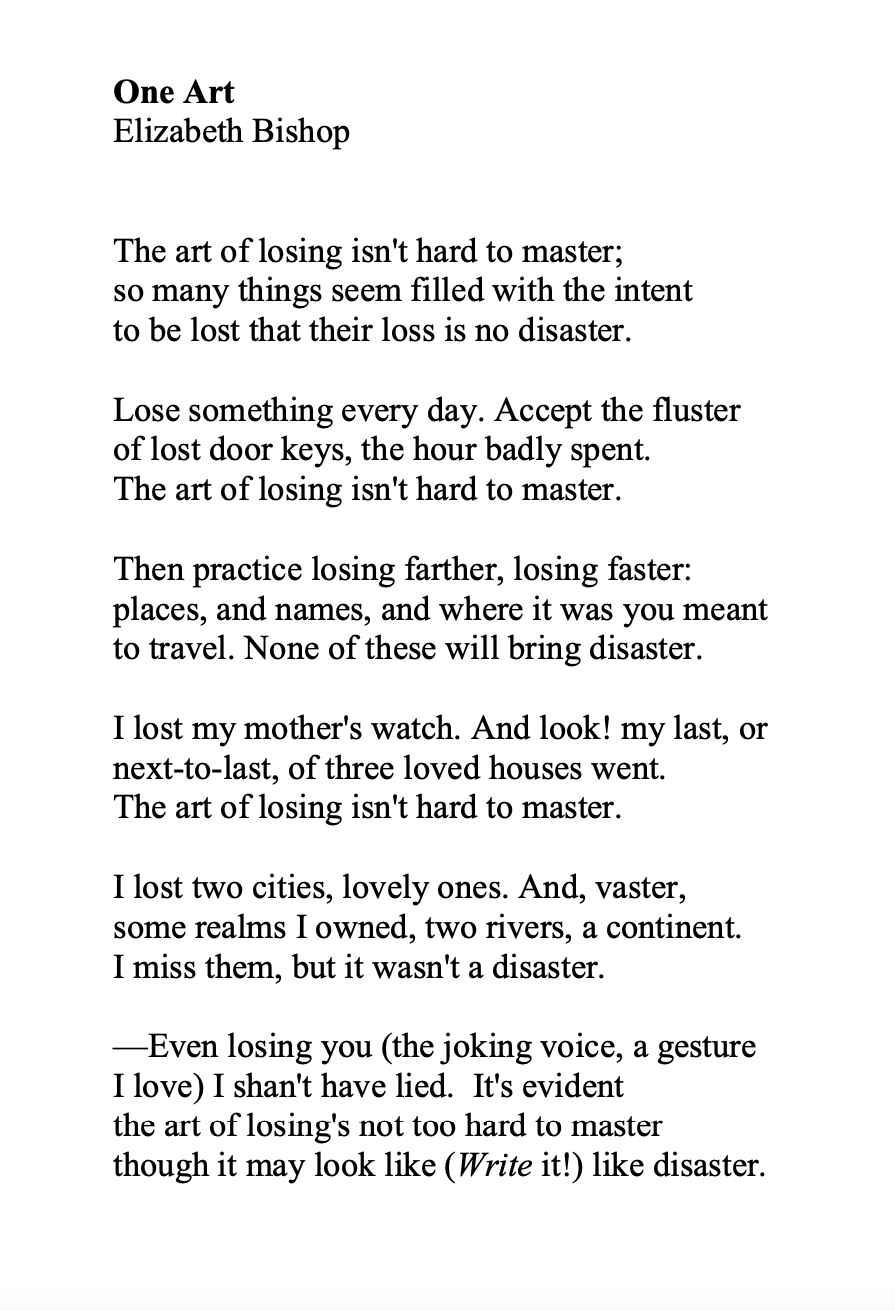 One Art
Elizabeth Bishop
The art of losing isn't hard to master;
so many things seem filled with the intent
to be lost that their loss is no disaster.
Lose something every day. Accept the fluster
of lost door keys, the hour badly spent.
The art of losing isn't hard to master.
Then practice losing farther, losing faster:
places, and names, and where it was you meant
to travel. None of these will bring disaster.
I lost my mother's watch. And look! my last, or
next-to-last, of three loved houses went.
The art of losing isn't hard to master.
I lost two cities, lovely ones. And, vaster,
some realms I owned, two rivers, a continent.
I miss them, but it wasn't a disaster.
—Even losing you (the joking voice, a gesture
I love) I shan't have lied.  It's evident
the art of losing's not too hard to master
though it may look like (Write it!) like disaster.